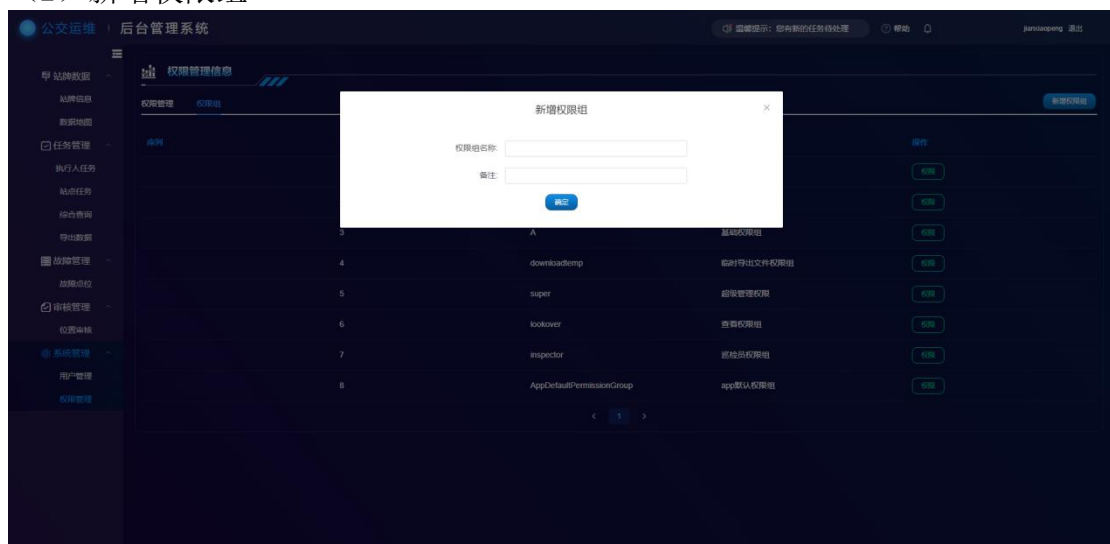 公交运维 后台管理系统
温馨提示：您有新的任务待处理
帮助
jianxiaopeng 退出
站牌数据
站牌信息
数据地图
任务管理
执行人任务
站点任务
综合查询
导出数据
故障管理
故障点位
审核管理
位置审核
系统管理
用户管理
权限管理
权限管理信息
权限管理 权限组
新增权限组
新增权限组 ×
权限组名称:
备注:
确定
序列 操作
权限
权限
3 A 基础权限组 权限
4 downloadtemp 临时导出文件权限组 权限
5 super 超级管理权限 权限
6 lookover 查看权限组 权限
7 inspector 巡检员权限组 权限
8 AppDefaultPermissionGroup app默认权限组 权限
< 1 >